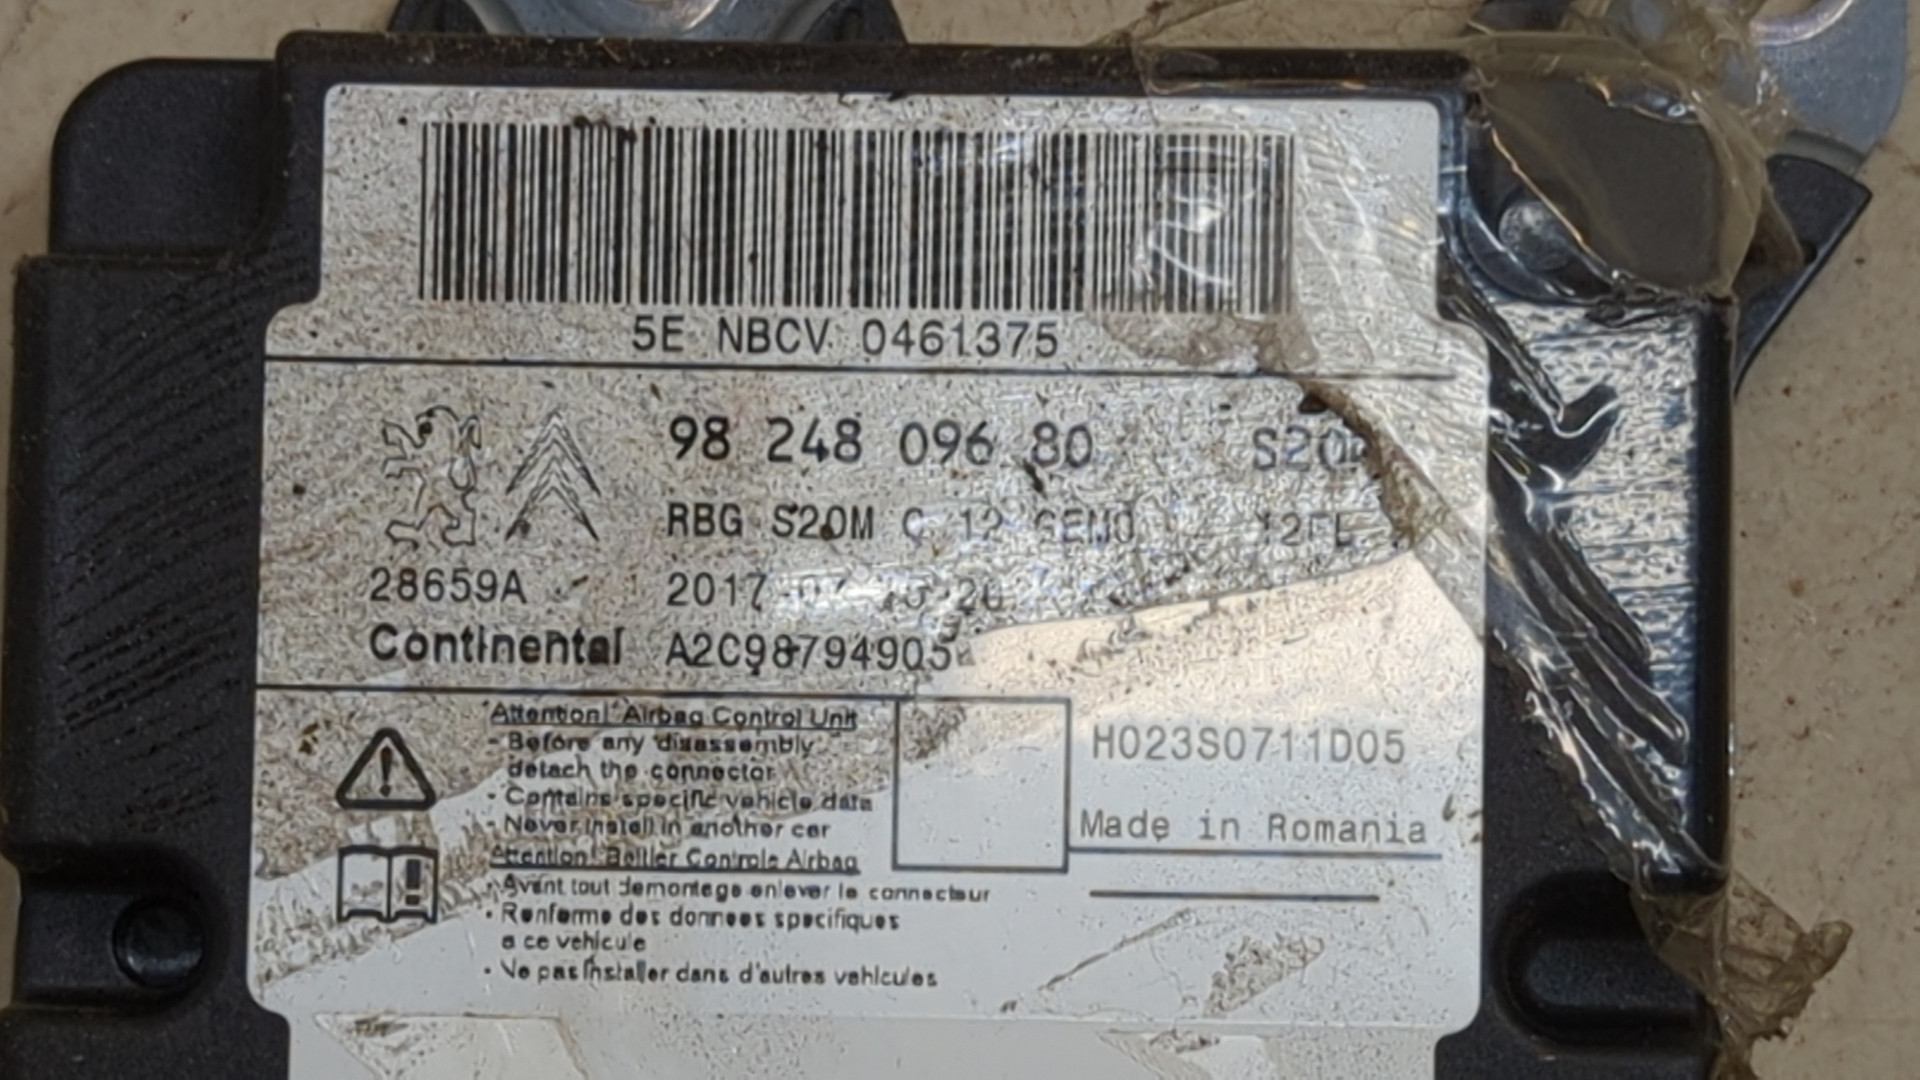 5E NBCV 0461375
98 248 096 80
RBG S20M C 12
28659A 2017
Continental A2C98794905
Attention! Airbag Control Unit
- Before any disassembly
detach the connector
- Contains specific vehicle data
- Never install in another car
Attention! Boitier Controle Airbag
- Avant tout demontage enlever le connecteur
- Renferme des donnees specifiques
a ce vehicule
- Ne pas installer dans d'autres vehicules
H023S0711D05
Made in Romania